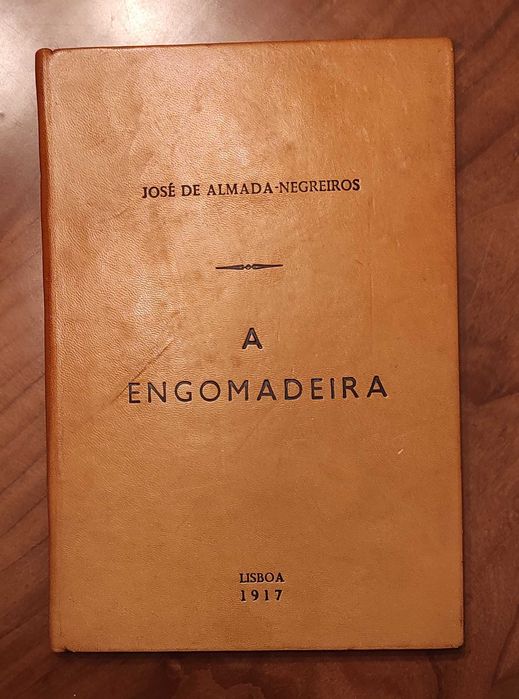 JOSÉ DE ALMADA-NEGREIROS
A
ENGOMADEIRA
LISBOA
1917